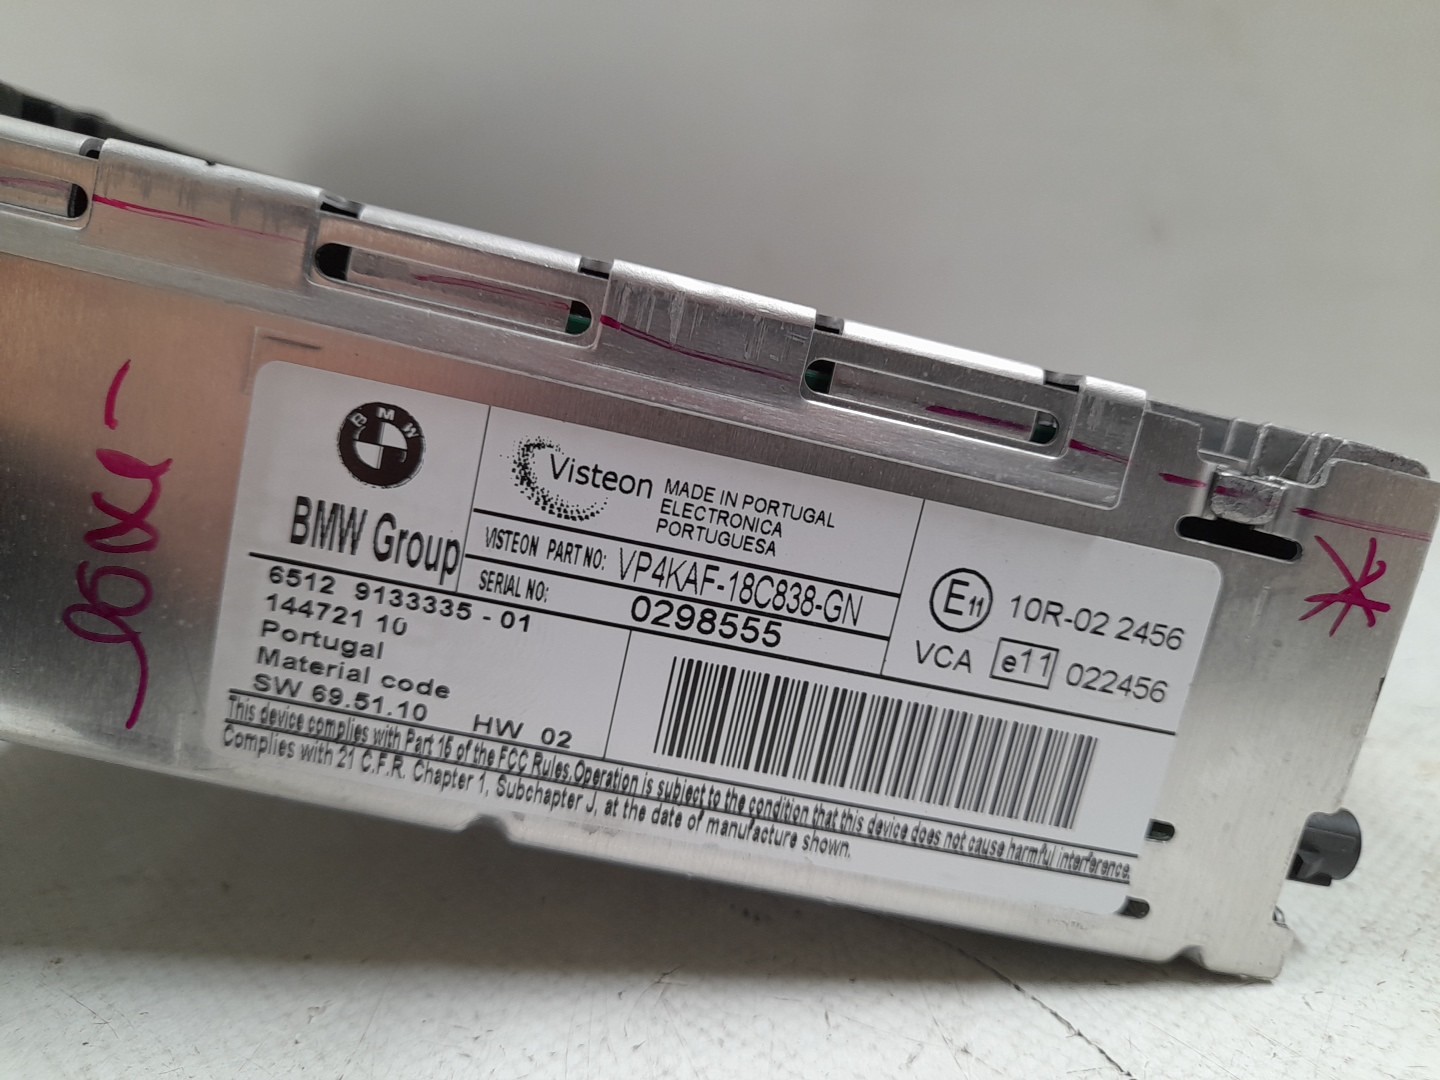 BMW
BMW Group
6512 9133335 - 01
144721 10
Portugal
Material code
SW 69.51.10 HW 02
Visteon
MADE IN PORTUGAL
ELECTRONICA
PORTUGUESA
VISTEON PART NO: VP4KAF-18C838-GN
SERIAL NO: 0298555
E11 10R-02 2456
VCA e11 022456
This device complies with Part 15 of the FCC Rules,Operation is subject to the condition that this device does not cause harmful interference.
Complies with 21 C.F.R. Chapter 1, Subchapter J, at the date of manufacture shown.